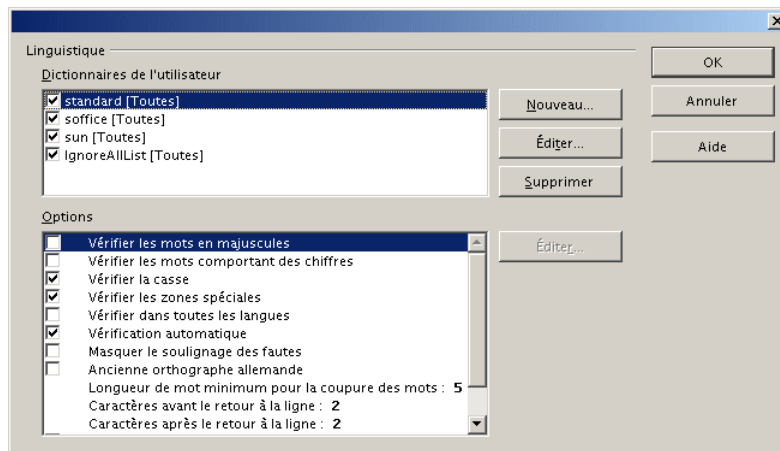 Linguistique
Dictionnaires de l'utilisateur
standard [Toutes]
soffice [Toutes]
sun [Toutes]
IgnoreAllList [Toutes]
Nouveau...
Éditer...
Supprimer
OK
Annuler
Aide
Options
Vérifier les mots en majuscules
Vérifier les mots comportant des chiffres
Vérifier la casse
Vérifier les zones spéciales
Vérifier dans toutes les langues
Vérification automatique
Masquer le soulignage des fautes
Ancienne orthographe allemande
Longueur de mot minimum pour la coupure des mots : 5
Caractères avant le retour à la ligne : 2
Caractères après le retour à la ligne : 2
Éditer...